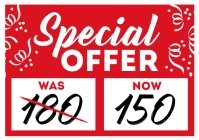 Special
OFFER
WAS NOW
180 150